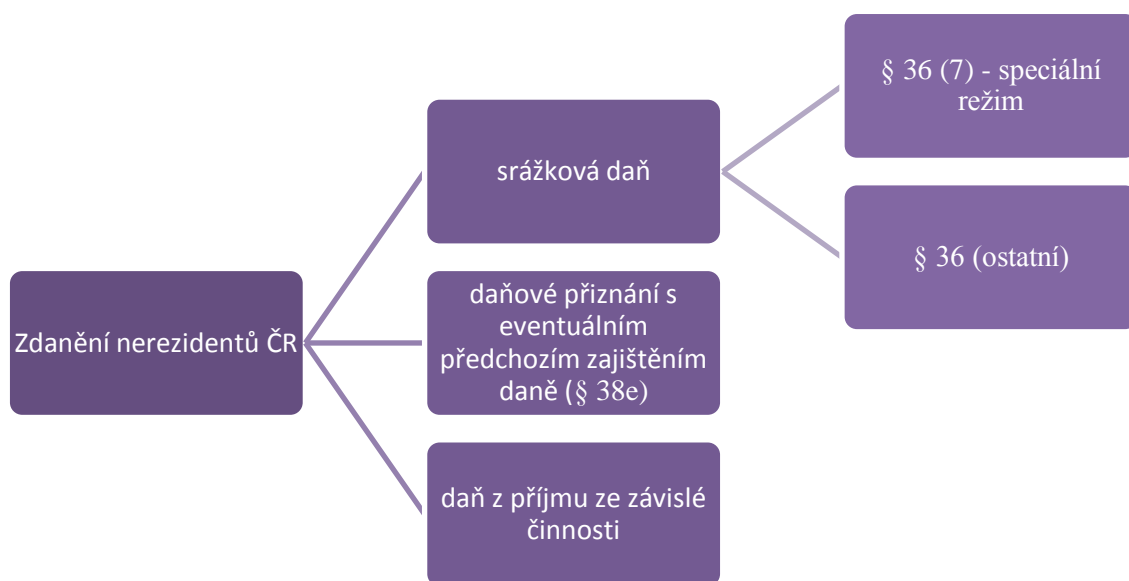 Zdanění nerezidentů ČR
srážková daň
§ 36 (7) - speciální
režim
§ 36 (ostatní)
daňové přiznání s
eventuálním
předchozím zajištěním
daně (§ 38e)
daň z příjmu ze závislé
činnosti